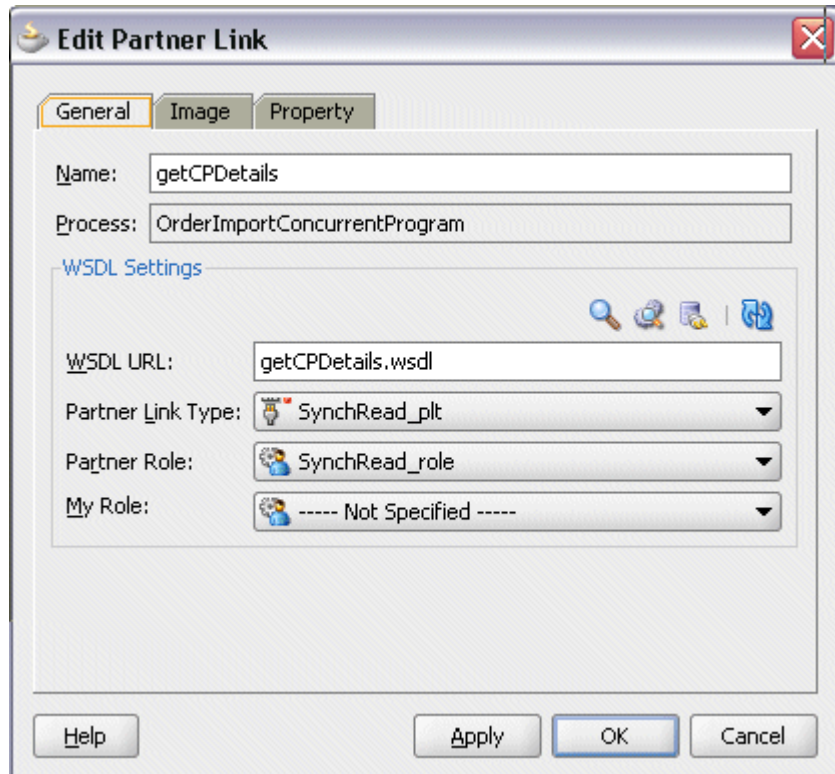 Edit Partner Link
General Image Property
Name: getCPDetails
Process: OrderImportConcurrentProgram
WSDL Settings
WSDL URL: getCPDetails.wsdl
Partner Link Type: SynchRead_plt
Partner Role: SynchRead_role
My Role: ----- Not Specified -----
Help Apply OK Cancel